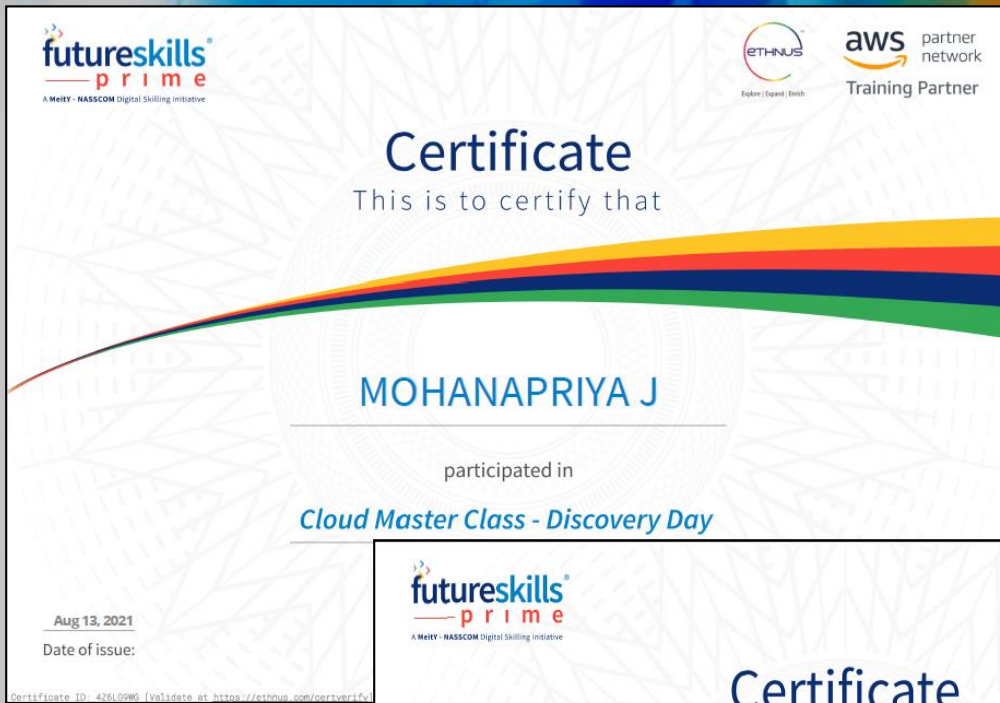 futureskills®
prime
A MeitY - NASSCOM Digital Skilling Initiative
ETHNUS™
Explore | Expand | Enrich
aws partner network
Training Partner
Certificate
This is to certify that
MOHANAPRIYA J
participated in
Cloud Master Class - Discovery Day
Aug 13, 2021
Date of issue:
Certificate ID: 4Z6LG9WG [Validate at https://ethnus.com/certverify]
futureskills®
prime
A MeitY - NASSCOM Digital Skilling Initiative
Certificate